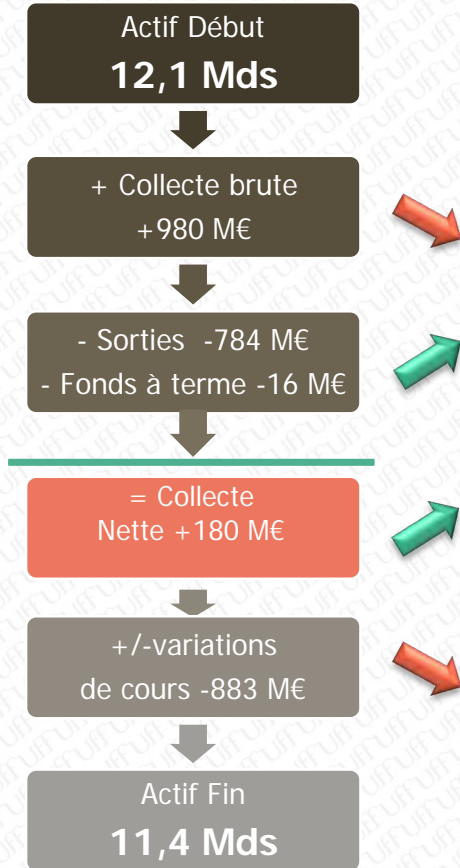 Actif Début
12,1 Mds
+ Collecte brute
+980 M€
- Sorties -784 M€
- Fonds à terme -16 M€
= Collecte
Nette +180 M€
+/-variations
de cours -883 M€
Actif Fin
11,4 Mds